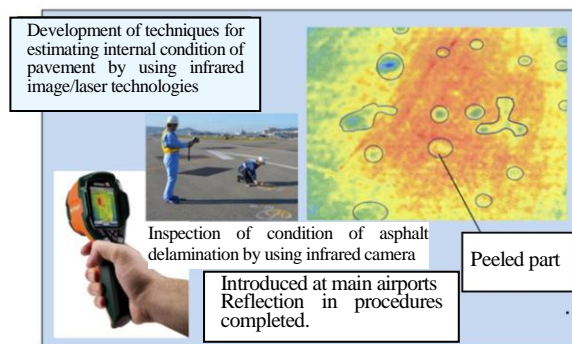 Development of techniques for
estimating internal condition of
pavement by using infrared
image/laser technologies
Inspection of condition of asphalt
delamination by using infrared camera
Peeled part
Introduced at main airports
Reflection in procedures
completed.